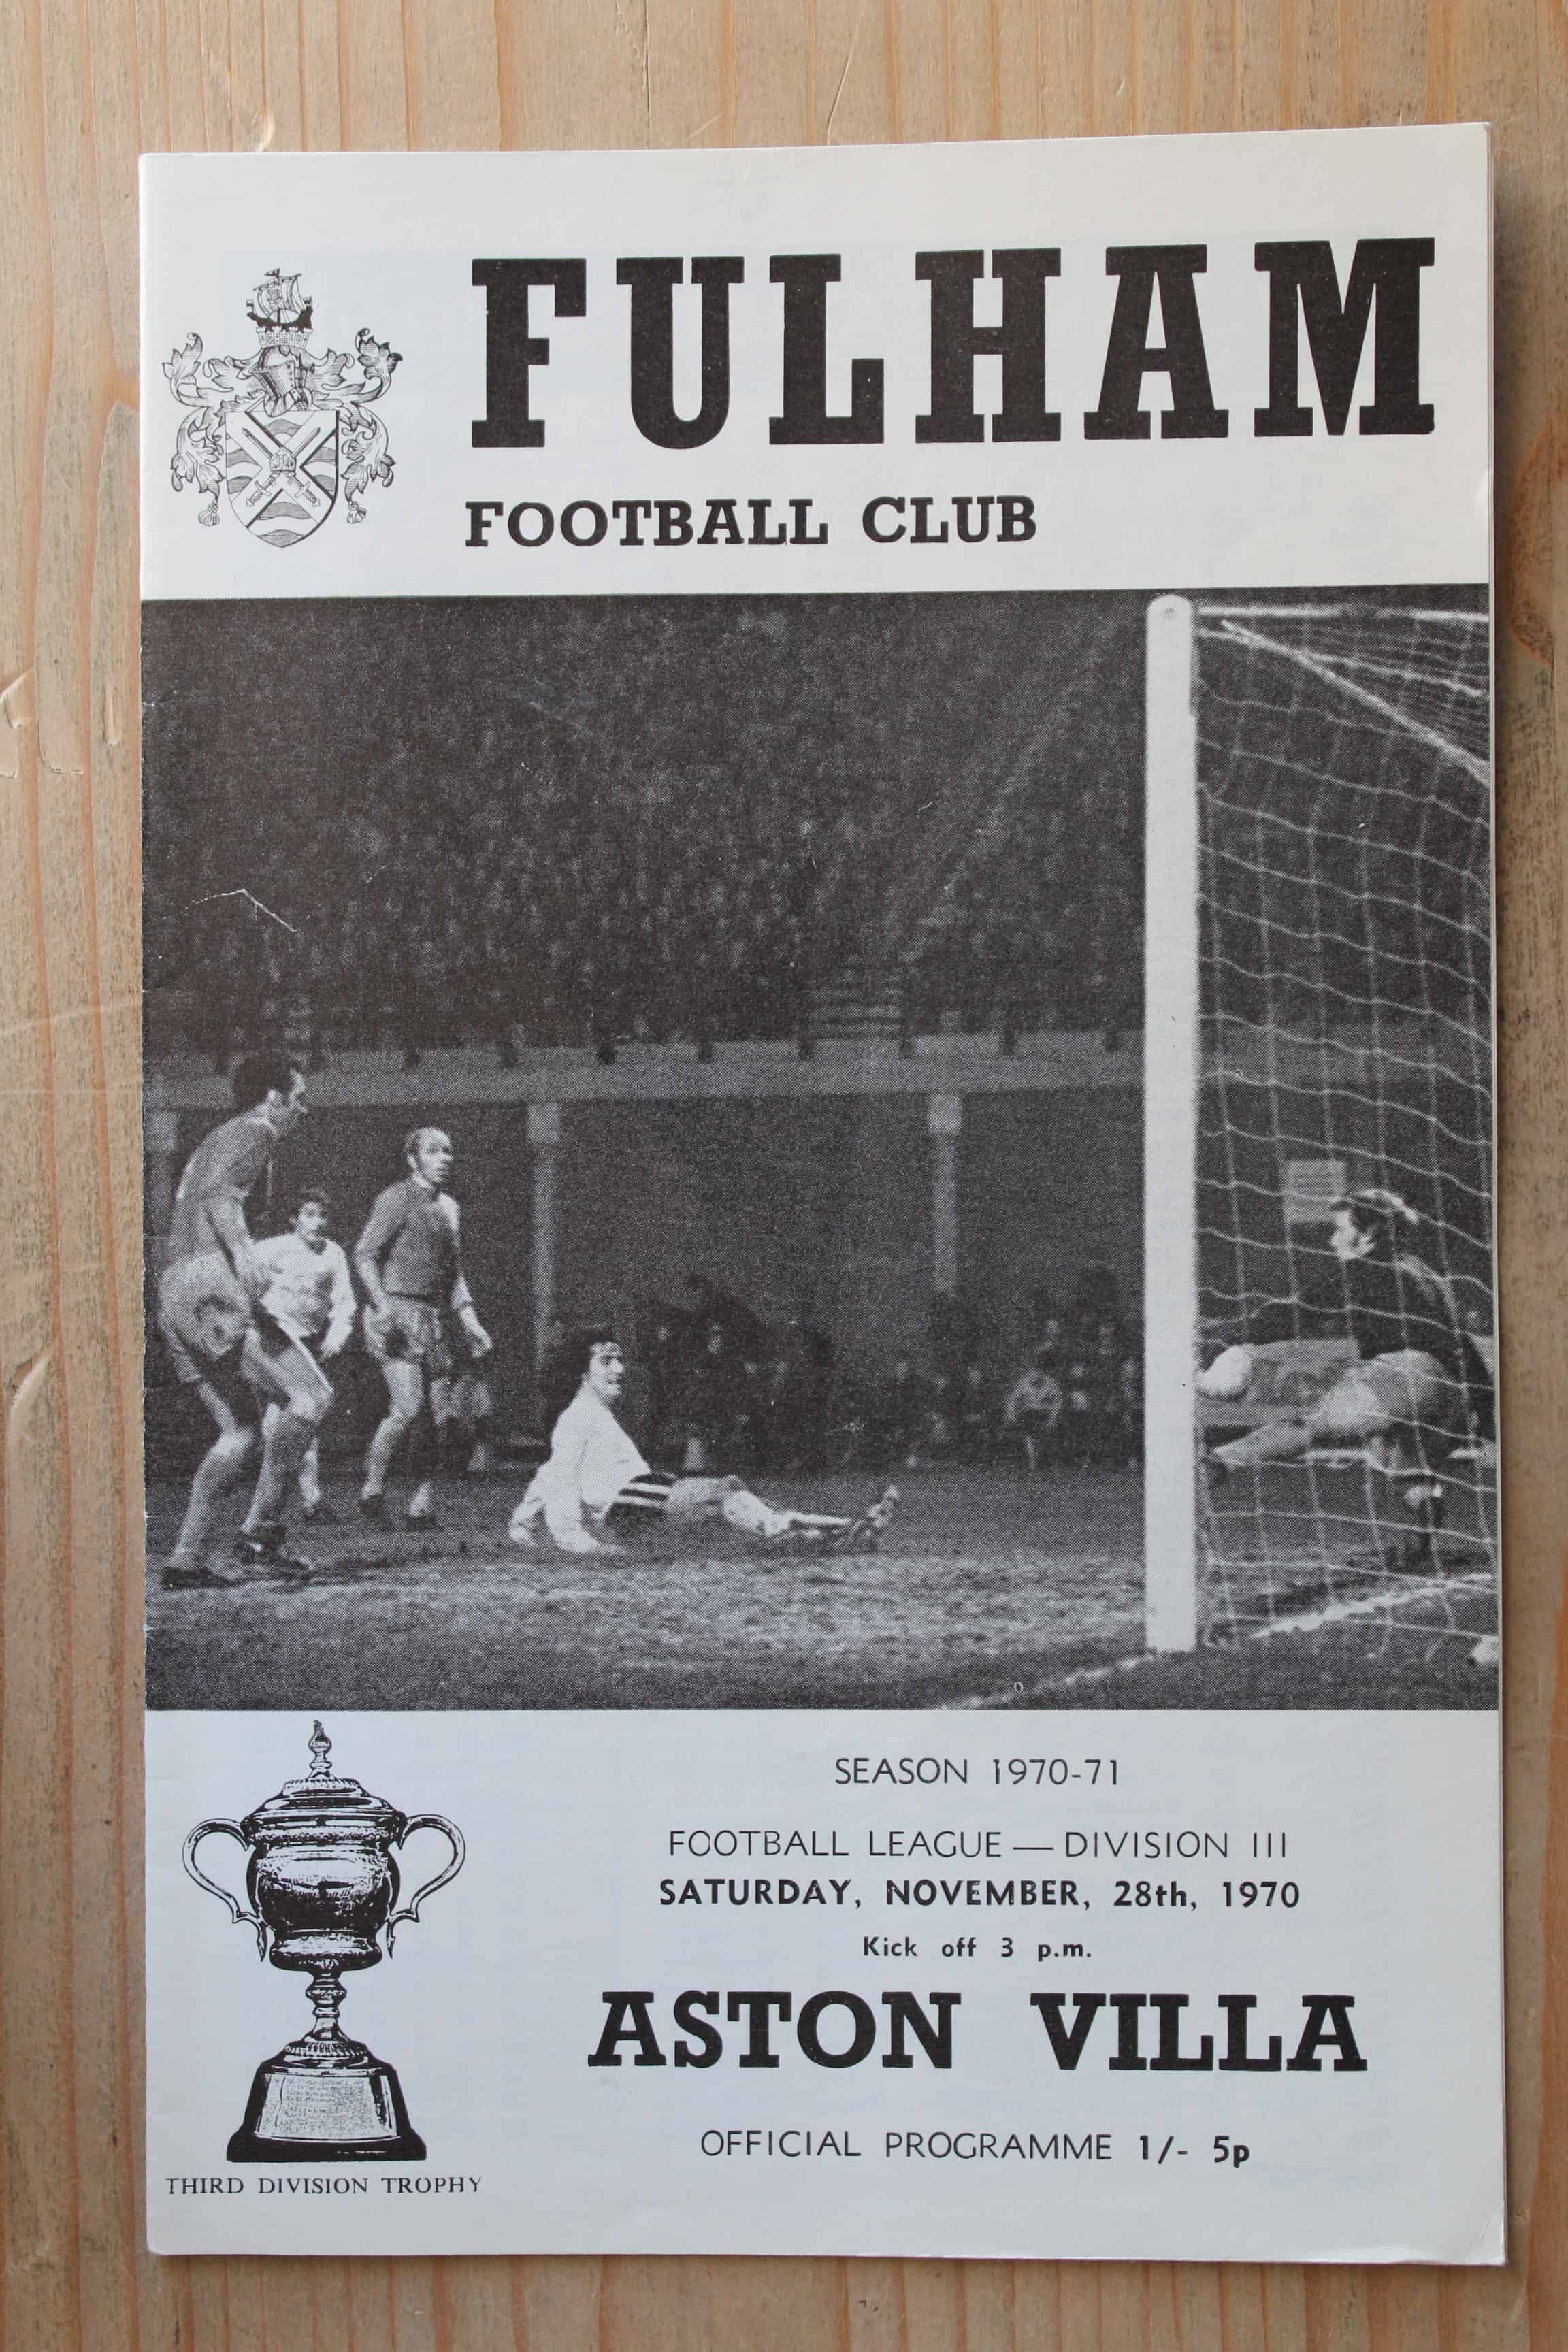 FULHAM
FOOTBALL CLUB
SEASON 1970-71
FOOTBALL LEAGUE — DIVISION III
SATURDAY, NOVEMBER, 28th, 1970
Kick off 3 p.m.
ASTON VILLA
OFFICIAL PROGRAMME 1/- 5p
THIRD DIVISION TROPHY